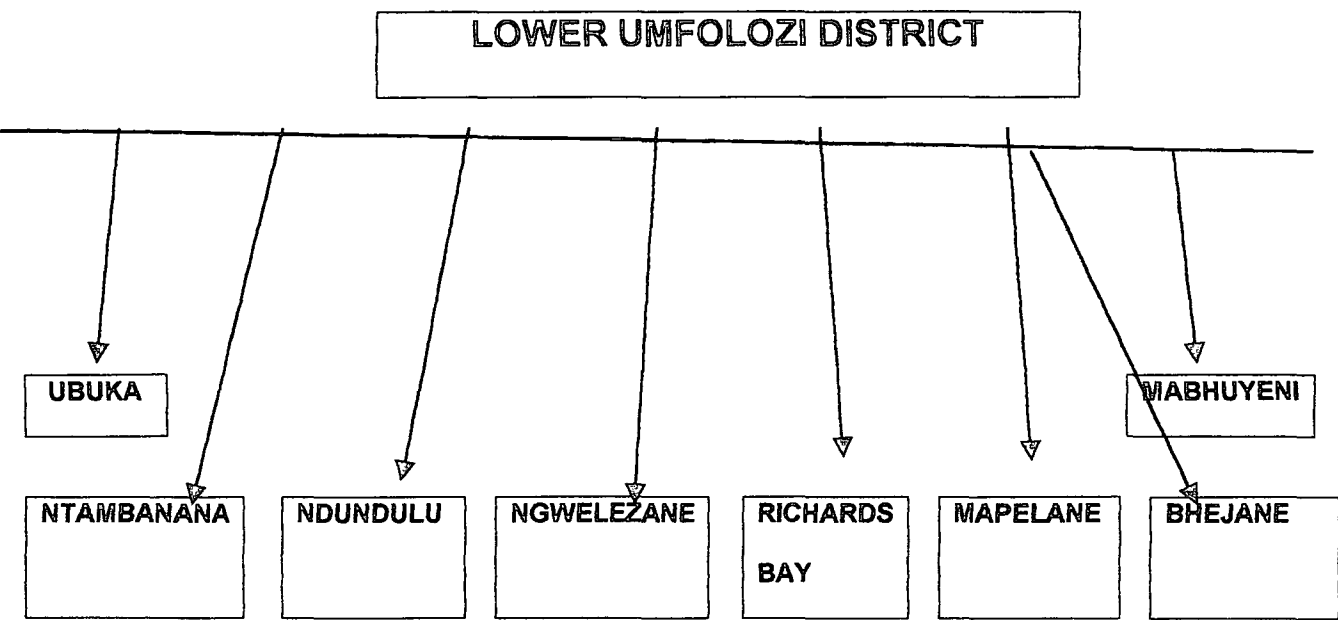 LOWER UMFOLOZI DISTRICT
UBUKA
MABHUYENI
NTAMBANANA
NDUNDULU
NGWELEZANE
RICHARDS
BAY
MAPELANE
BHEJANE